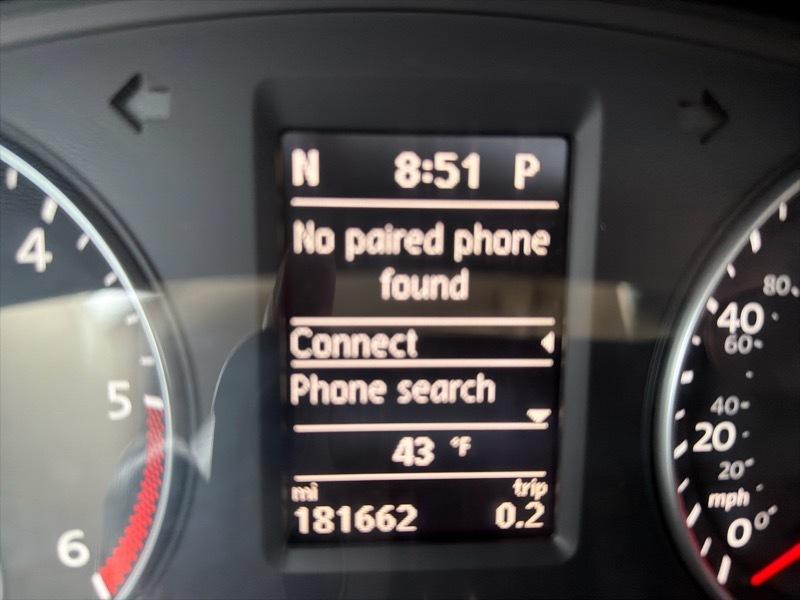 N 8:51 P
No paired phone
found
Connect
Phone search
43 °F
mi trip
181662 0.2
4
5
6
80
40
60
40
20
20
mph
0 0